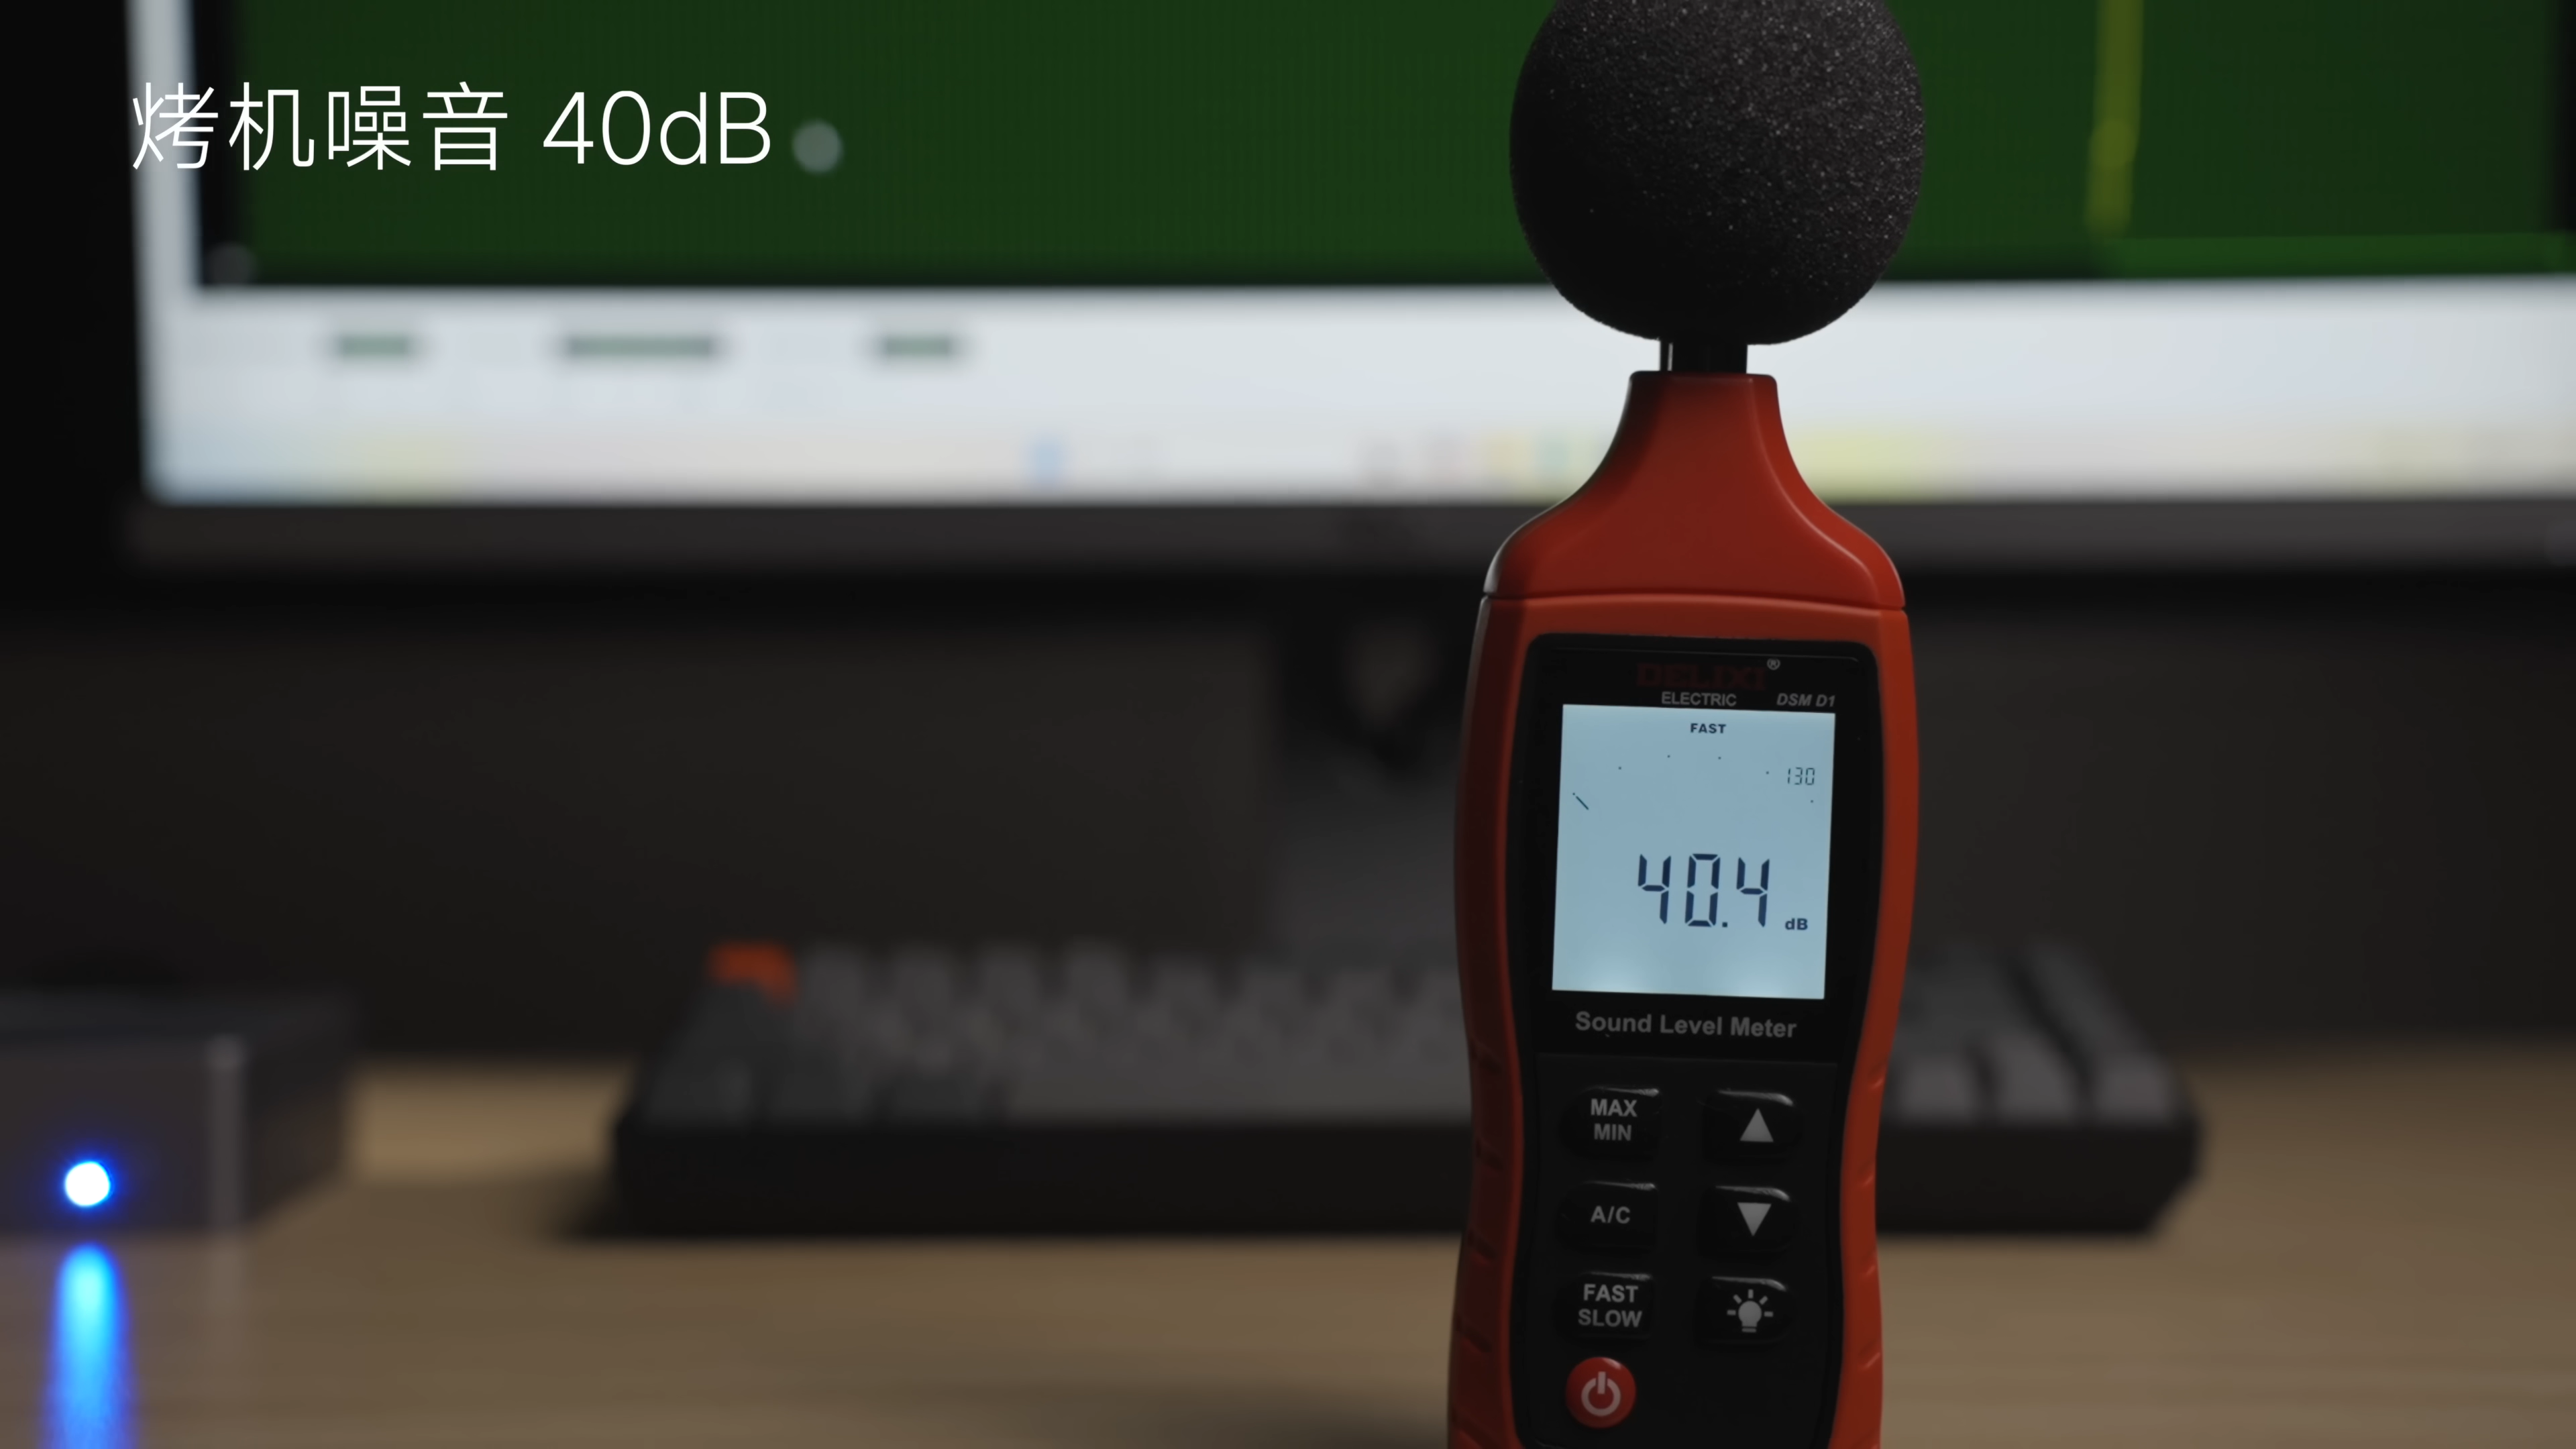 烤机噪音 40dB
DELIXI®
ELECTRIC DSM D1
FAST
130
40.4 dB
Sound Level Meter
MAX
MIN
A/C
FAST
SLOW